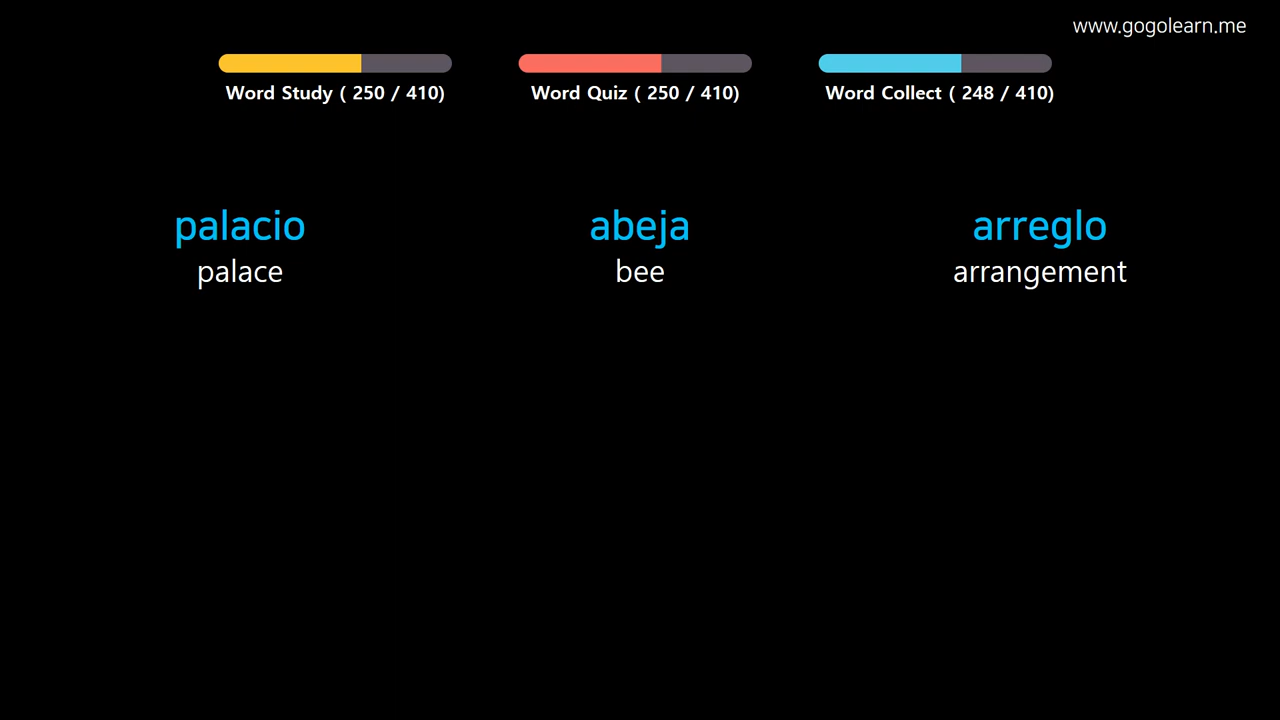 www.gogolearn.me
Word Study ( 250 / 410)
Word Quiz ( 250 / 410)
Word Collect ( 248 / 410)
palacio
palace
abeja
bee
arreglo
arrangement